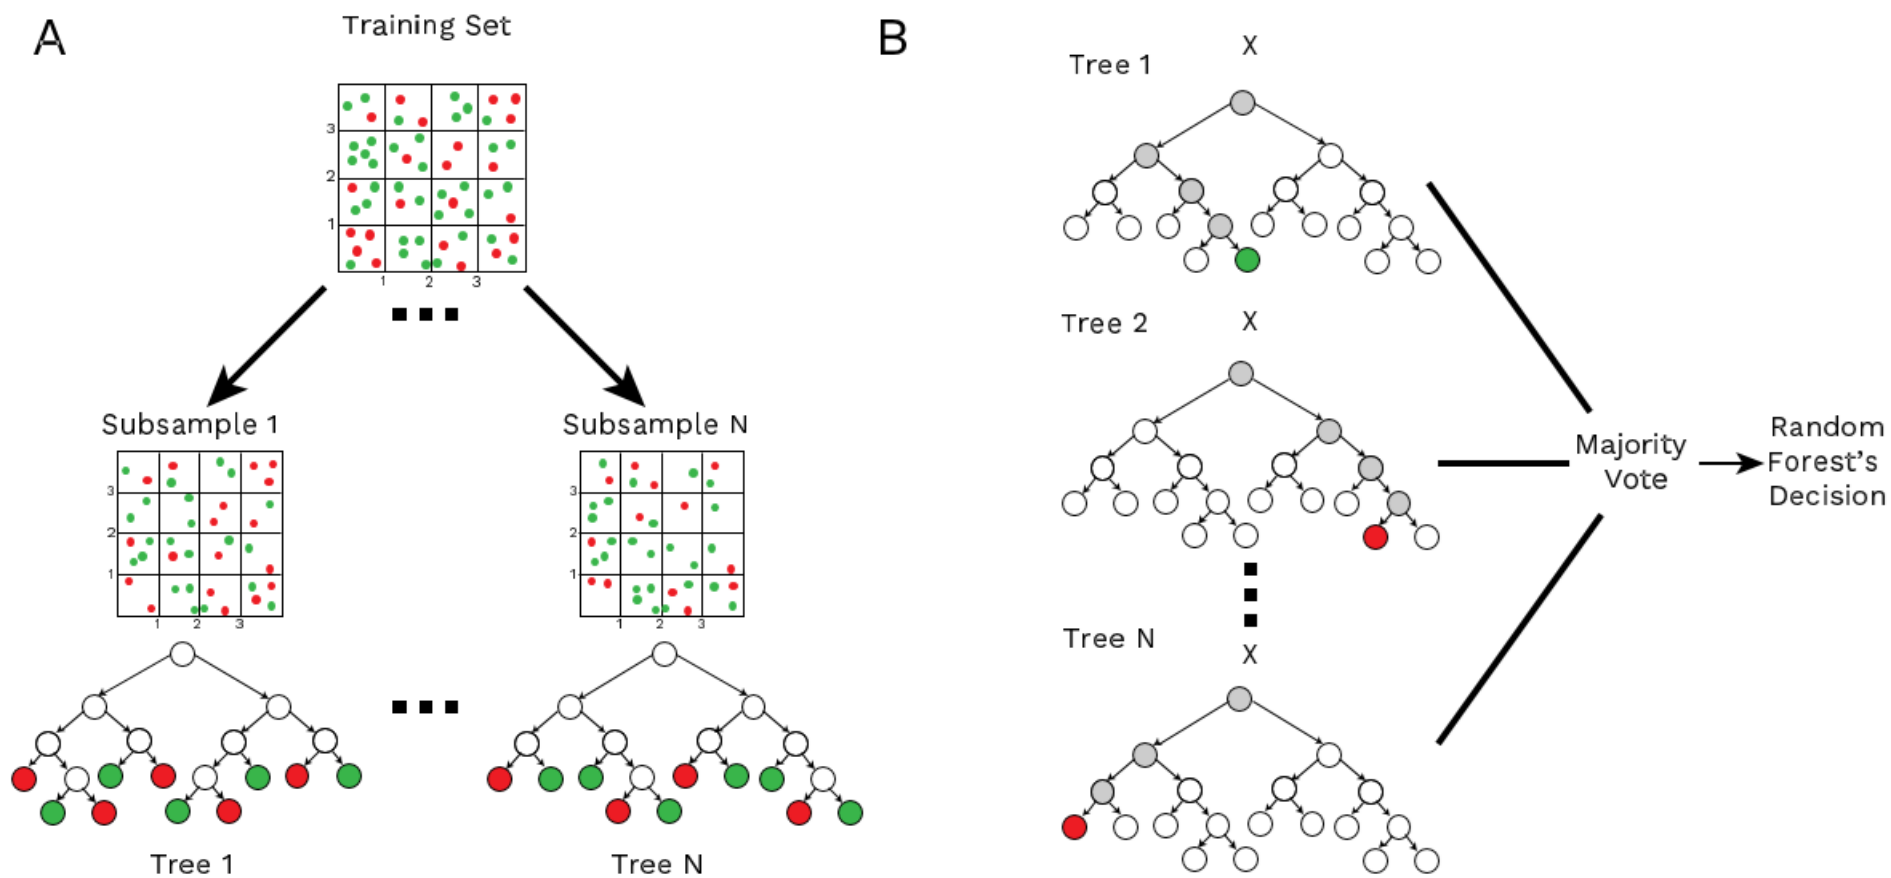 A
Training Set
3
2
1
1 2 3
Subsample 1
3
2
1
1 2 3
Tree 1
Subsample N
3
2
1
1 2 3
Tree N
B
Tree 1
X
Tree 2
X
Tree N
X
Majority
Vote
Random
Forest's
Decision